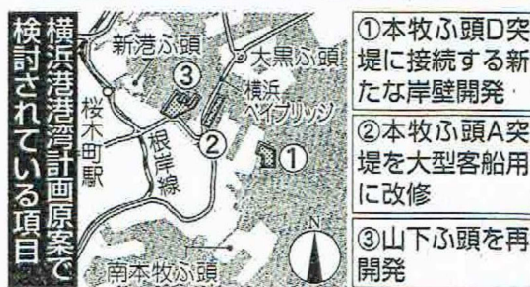 横浜港港湾計画原案で
検討されている項目
新港ふ頭
大黒ふ頭
③
横浜
ベイブリッジ
桜木町駅
根岸線
②
①
南本牧ふ頭
N
①本牧ふ頭D突
堤に接続する新
たな岸壁開発
②本牧ふ頭A突
堤を大型客船用
に改修
③山下ふ頭を再
開発